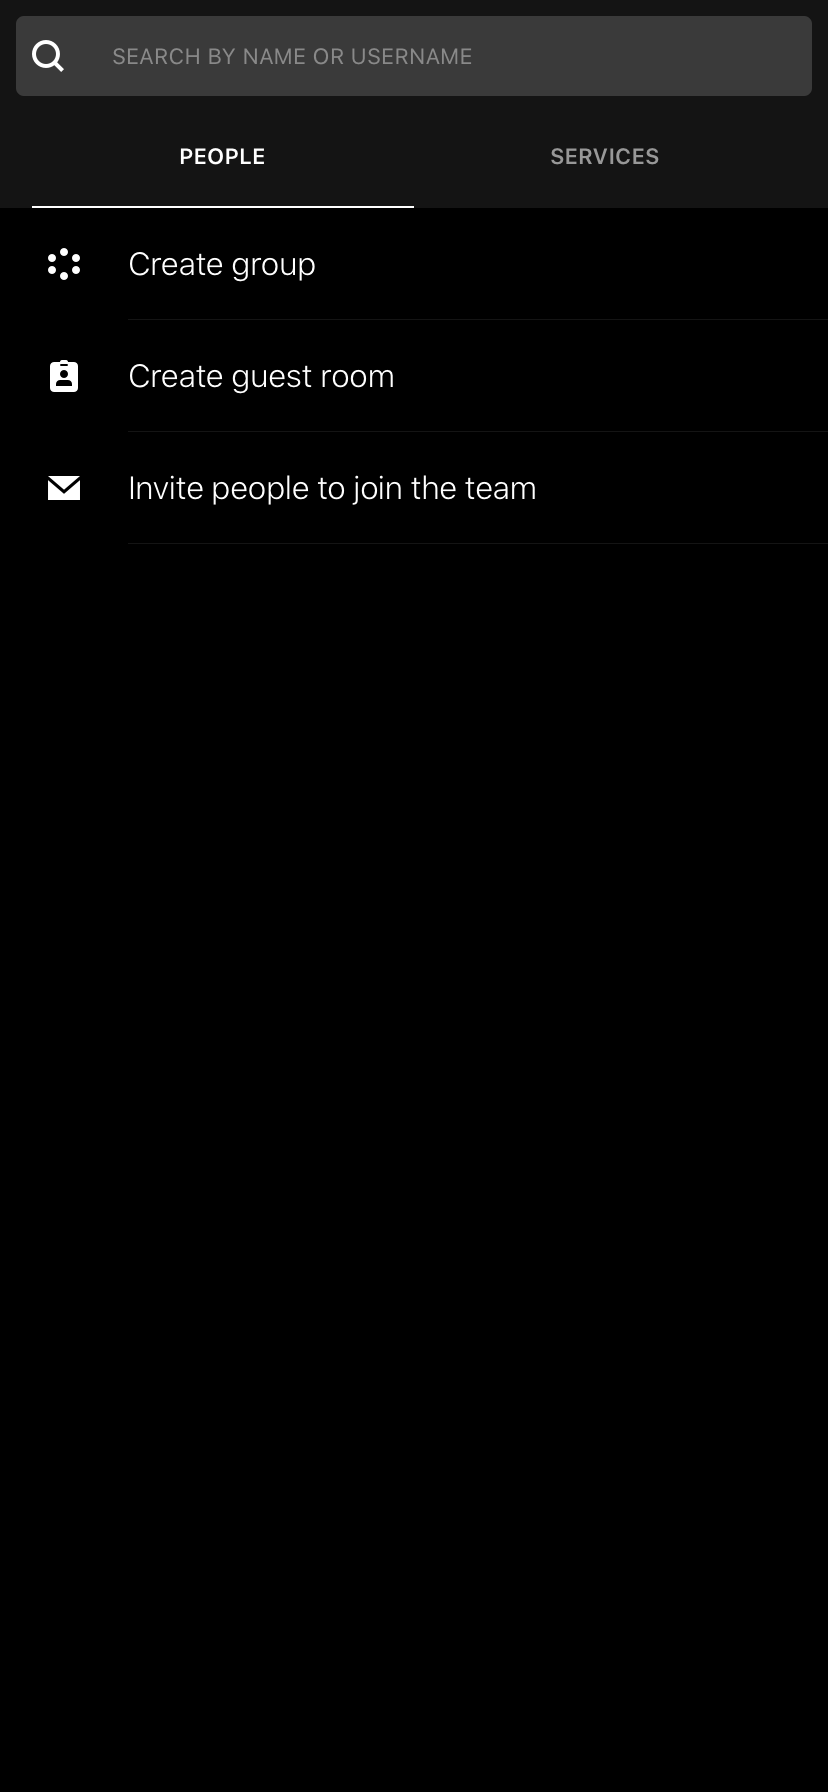 SEARCH BY NAME OR USERNAME
PEOPLE
SERVICES
Create group
Create guest room
Invite people to join the team